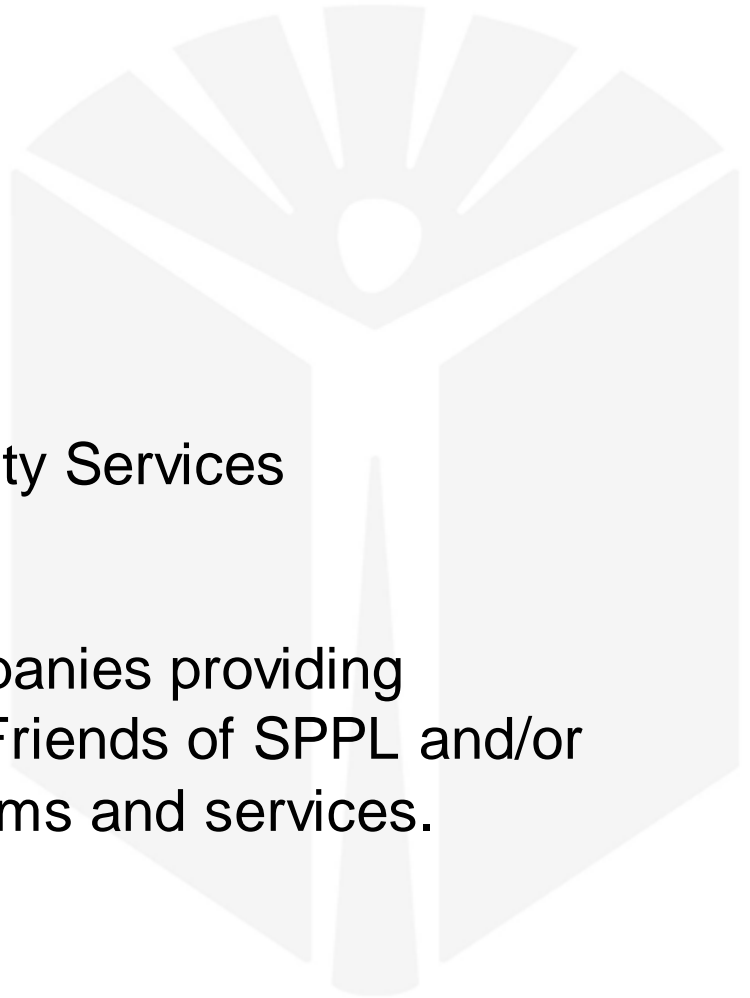 ty Services
panies providing
Friends of SPPL and/or
ms and services.